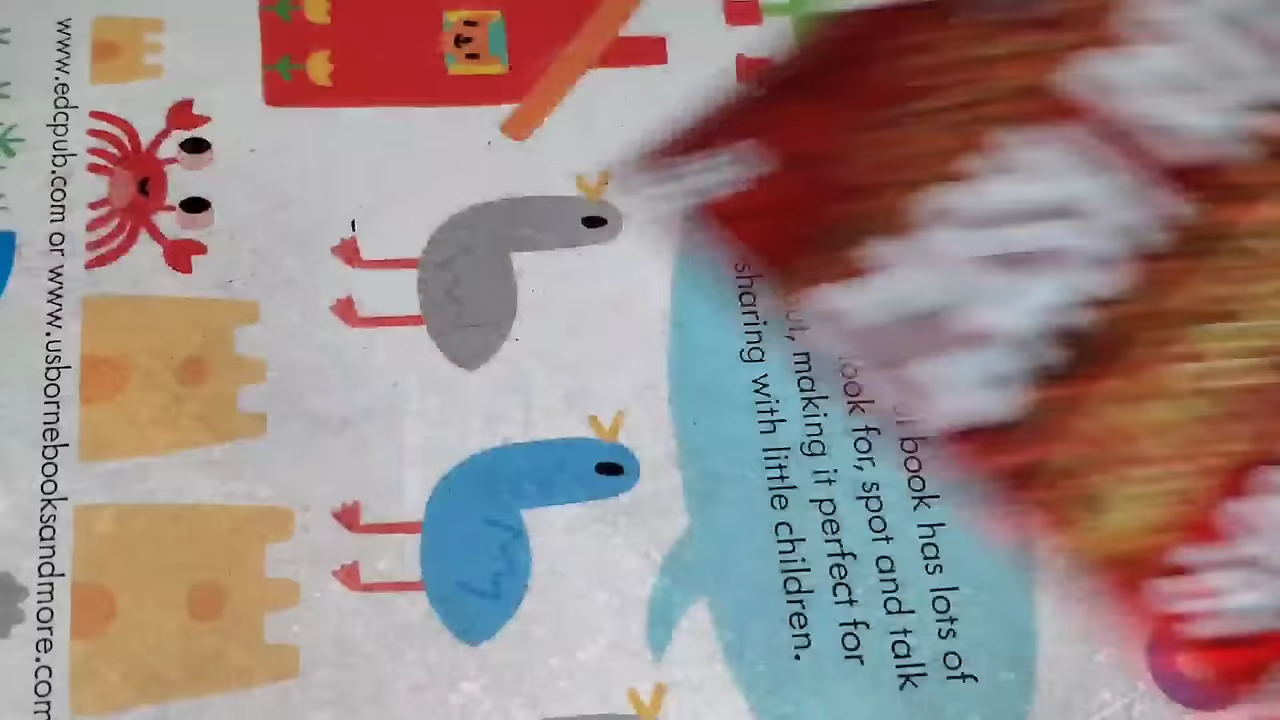 book has lots of
look for, spot and talk
making it perfect for
sharing with little children.
www.edcpub.com or www.usbornebooksandmore.com